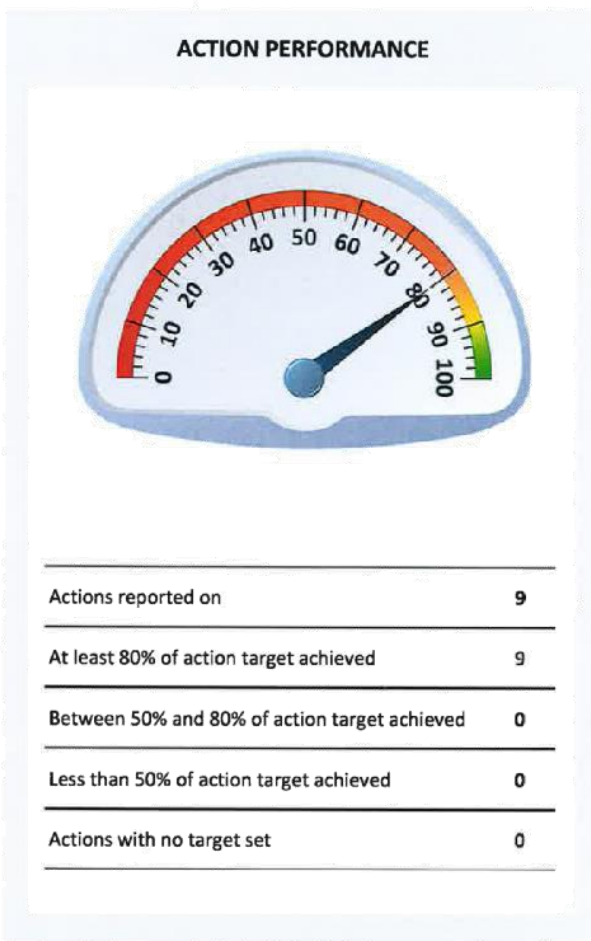 ACTION PERFORMANCE
0
10
20
30
40
50
60
70
80
90
100
Actions reported on 9
At least 80% of action target achieved 9
Between 50% and 80% of action target achieved 0
Less than 50% of action target achieved 0
Actions with no target set 0